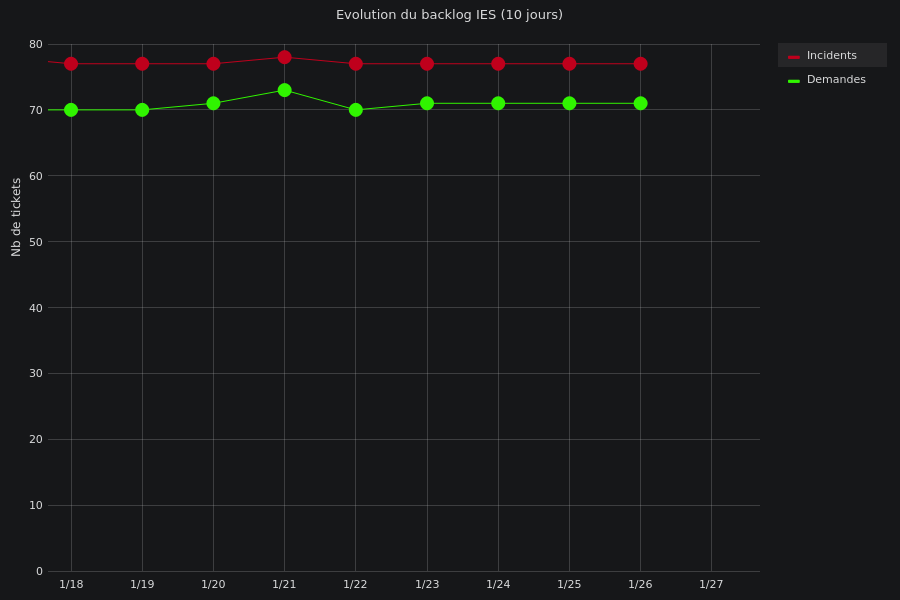 Evolution du backlog IES (10 jours)
Incidents
Demandes
Nb de tickets
80
70
60
50
40
30
20
10
0
1/18 1/19 1/20 1/21 1/22 1/23 1/24 1/25 1/26 1/27